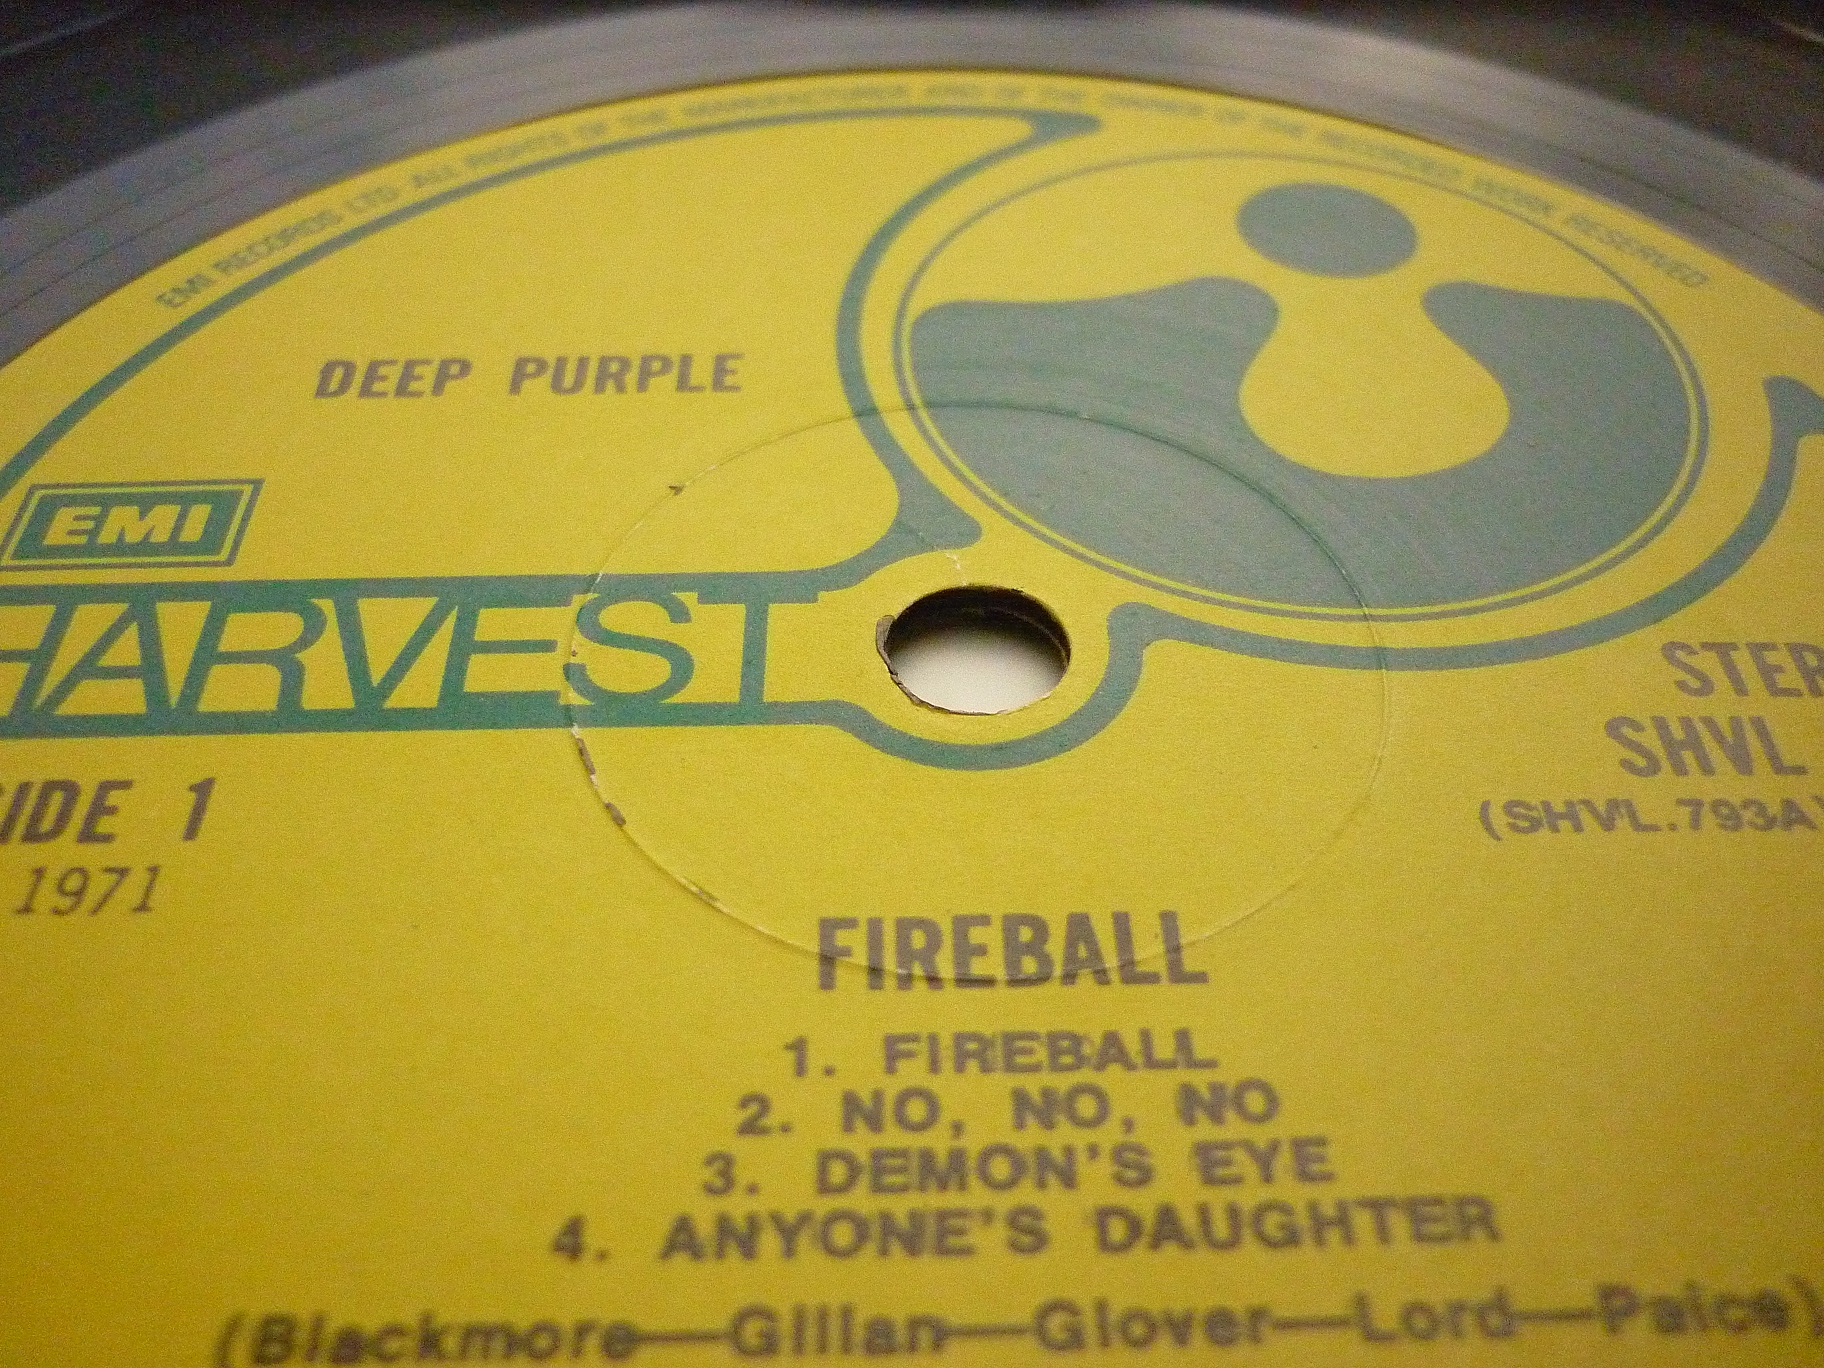 EMI RECORDS LTD · ALL RIGHTS OF THE MANUFACTURER AND OF THE OWNER OF THE RECORDED WORK RESERVED
DEEP PURPLE
EMI
HARVEST
STER
SHVL
(SHVL.793A)
SIDE 1
1971
FIREBALL
1. FIREBALL
2. NO, NO, NO
3. DEMON'S EYE
4. ANYONE'S DAUGHTER
(Blackmore—Gillan—Glover—Lord—Paice)